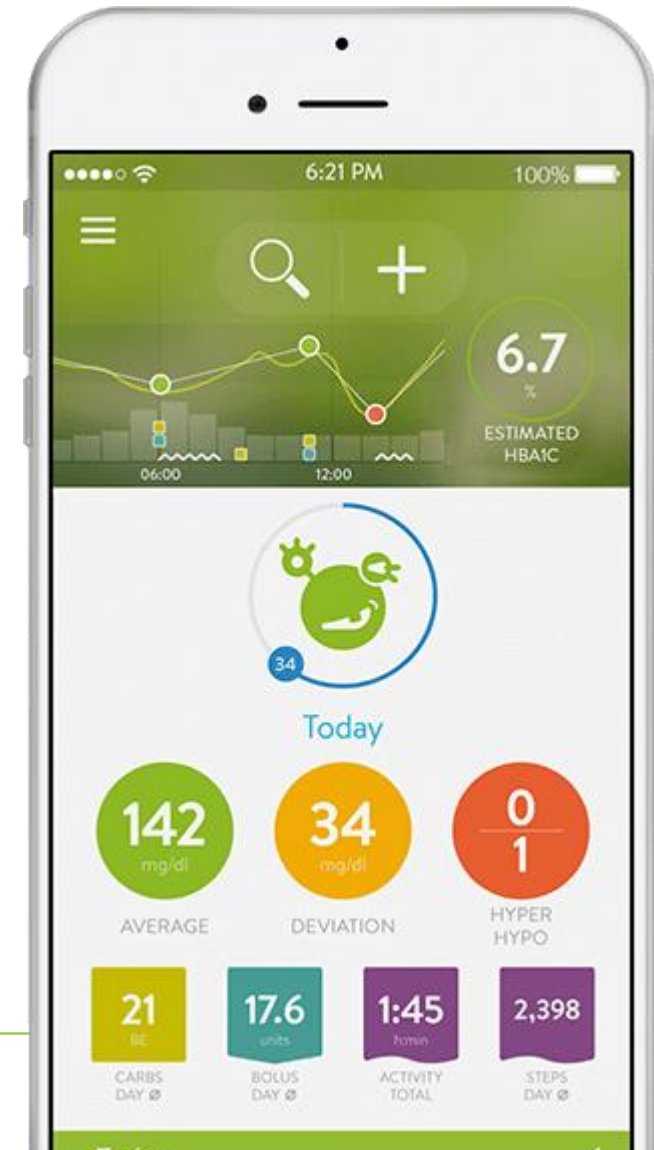 6:21 PM
100%
6.7
%
ESTIMATED
HBA1C
06:00
12:00
34
Today
142
mg/dl
34
mg/dl
0
1
AVERAGE
DEVIATION
HYPER
HYPO
21
BE
17.6
units
1:45
h:min
2,398
CARBS
DAY Ø
BOLUS
DAY Ø
ACTIVITY
TOTAL
STEPS
DAY Ø